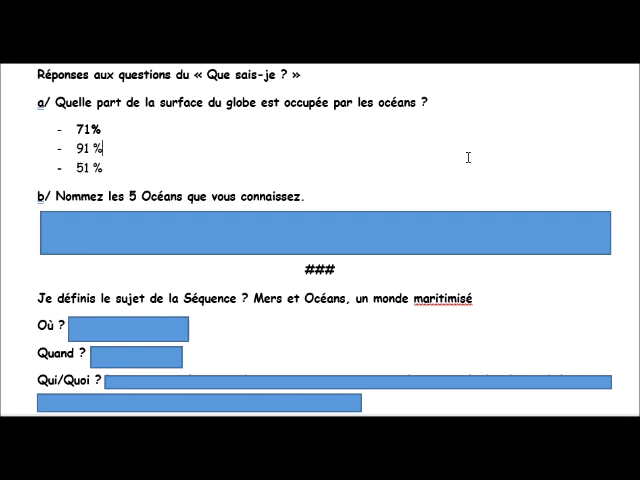 Réponses aux questions du « Que sais-je ? »
a/ Quelle part de la surface du globe est occupée par les océans ?
- 71%
- 91 %
- 51 %
b/ Nommez les 5 Océans que vous connaissez.
###
Je définis le sujet de la Séquence ? Mers et Océans, un monde maritimisé
Où ?
Quand ?
Qui/Quoi ?